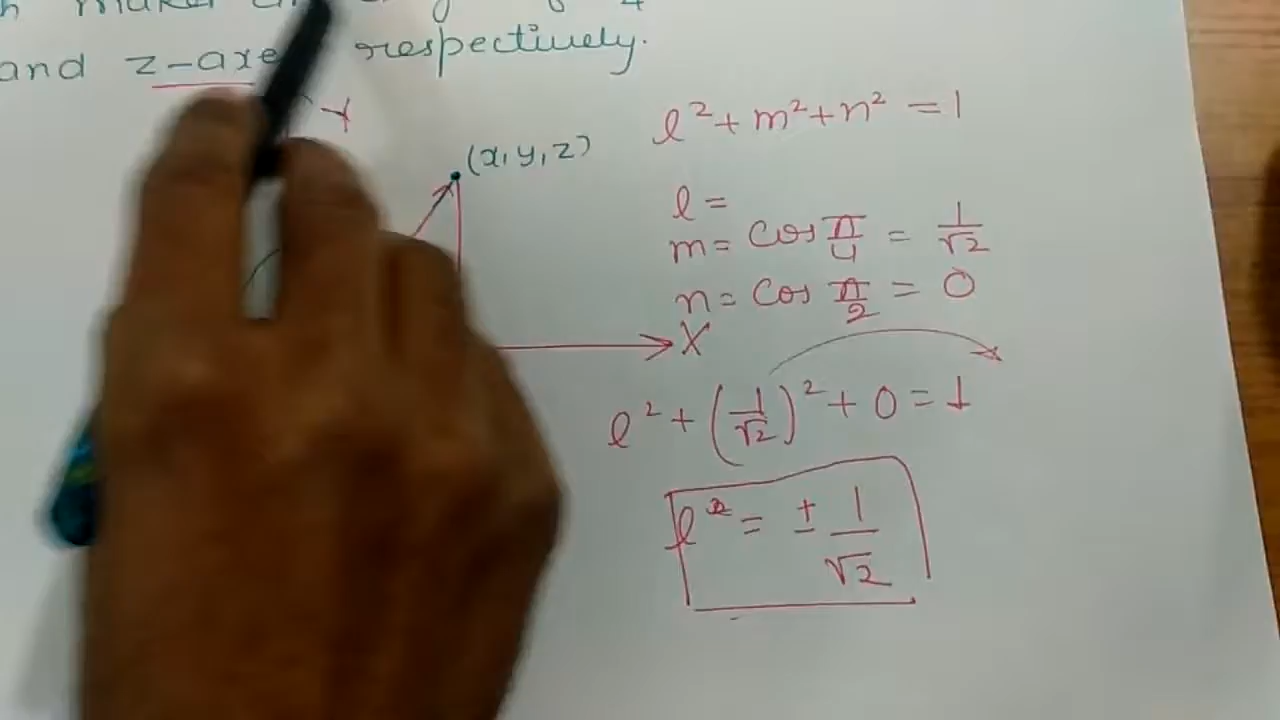 and z-axe respectively.
Y
(x,y,z)
l² + m² + n² = 1
l =
m = cos π/4 = 1/√2
n = cos π/2 = 0
X
l² + (1/√2)² + 0 = 1
l² = ± 1/√2